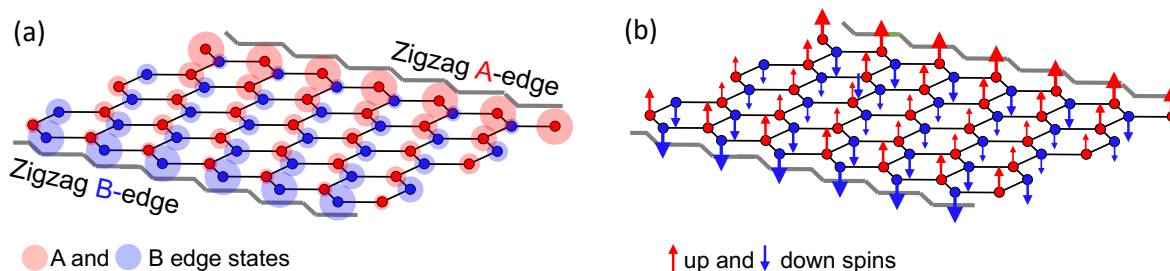 (a)
Zigzag A-edge
Zigzag B-edge
A and B edge states
(b)
up and down spins